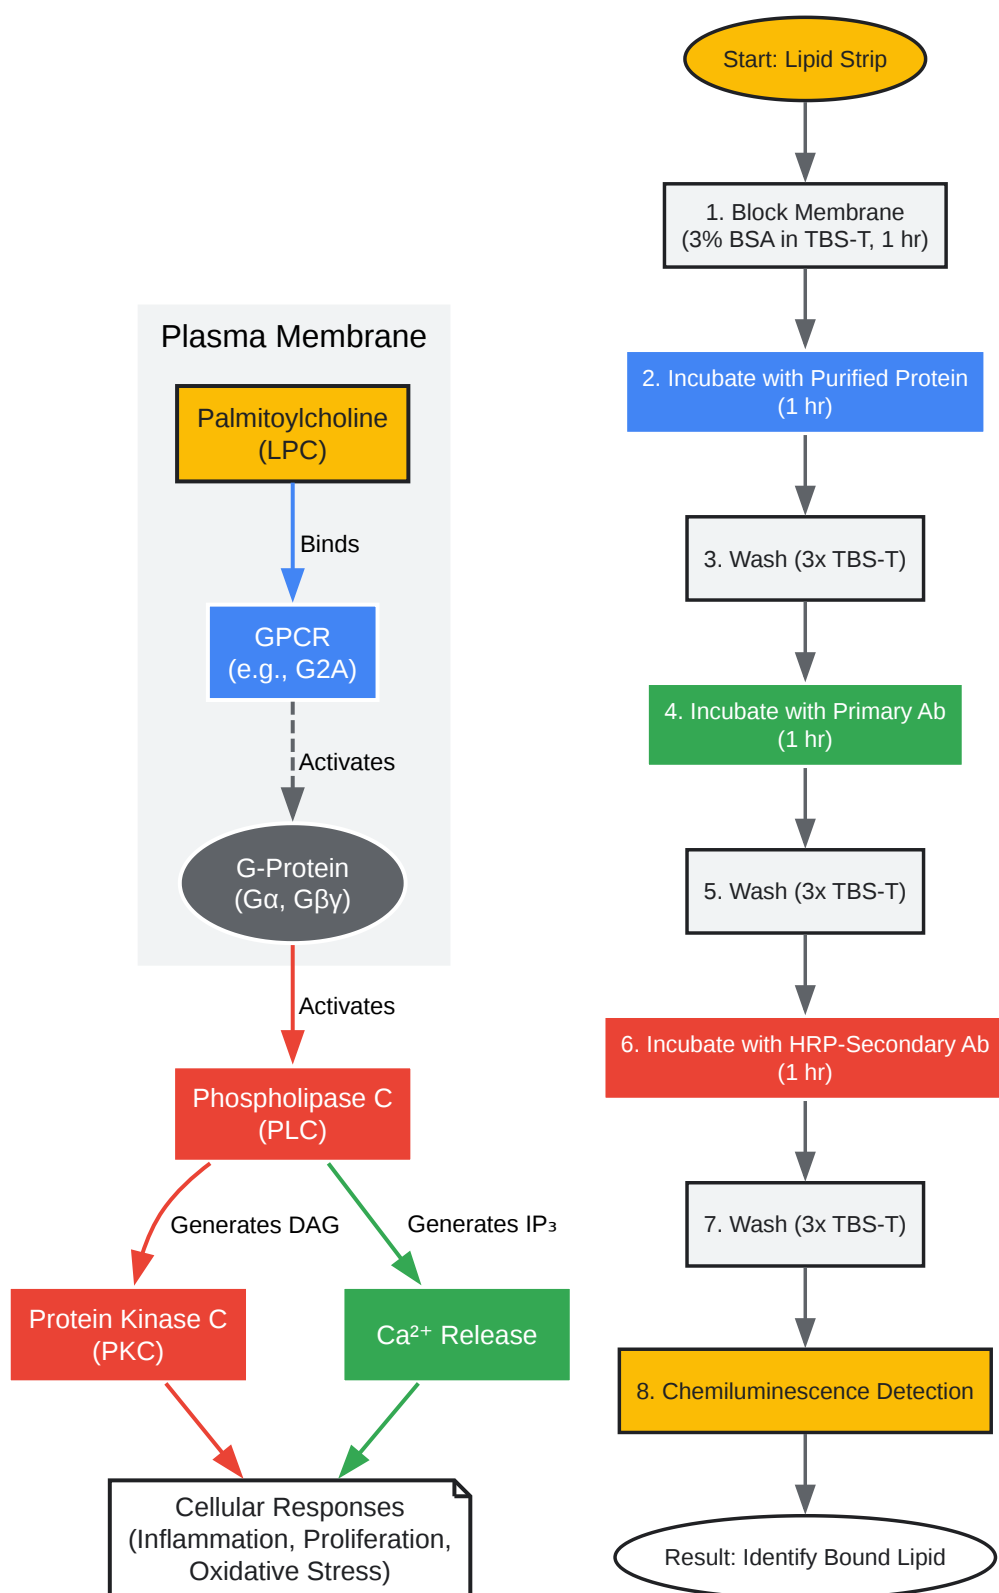 Plasma Membrane
Palmitoylcholine
(LPC)
Binds
GPCR
(e.g., G2A)
Activates
G-Protein
(Gα, Gβγ)
Activates
Phospholipase C
(PLC)
Generates DAG
Generates IP₃
Protein Kinase C
(PKC)
Ca²⁺ Release
Cellular Responses
(Inflammation, Proliferation,
Oxidative Stress)
Start: Lipid Strip
1. Block Membrane
(3% BSA in TBS-T, 1 hr)
2. Incubate with Purified Protein
(1 hr)
3. Wash (3x TBS-T)
4. Incubate with Primary Ab
(1 hr)
5. Wash (3x TBS-T)
6. Incubate with HRP-Secondary Ab
(1 hr)
7. Wash (3x TBS-T)
8. Chemiluminescence Detection
Result: Identify Bound Lipid